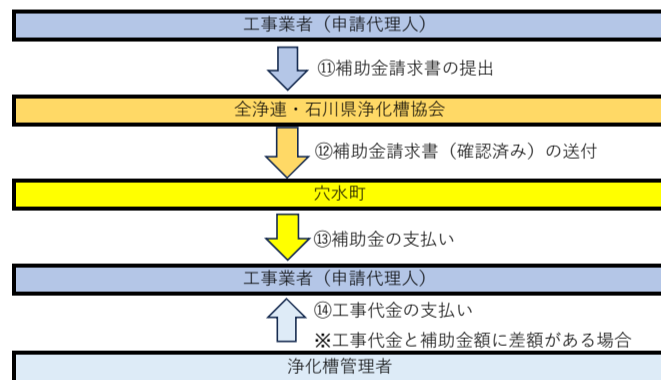 工事業者（申請代理人）
⑪補助金請求書の提出
全浄連・石川県浄化槽協会
⑫補助金請求書（確認済み）の送付
穴水町
⑬補助金の支払い
工事業者（申請代理人）
⑭工事代金の支払い
※工事代金と補助金額に差額がある場合
浄化槽管理者